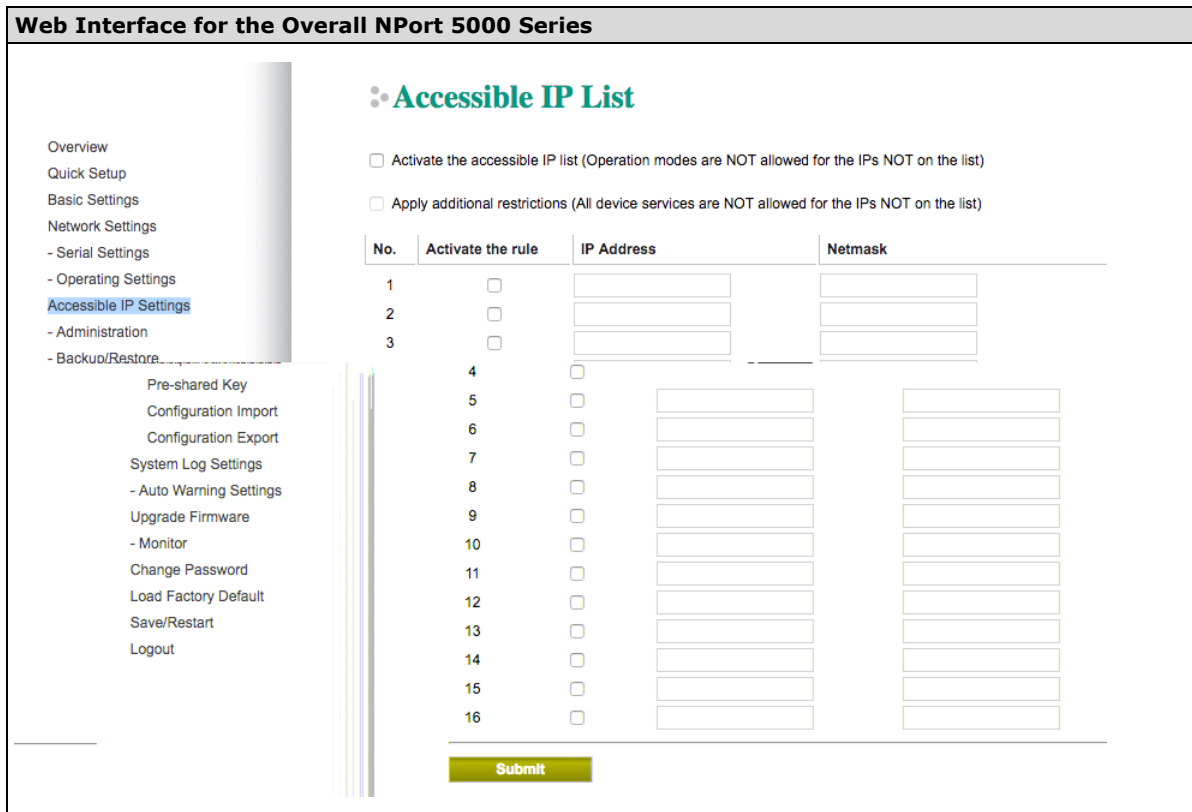 Web Interface for the Overall NPort 5000 Series
Overview
Quick Setup
Basic Settings
Network Settings
- Serial Settings
- Operating Settings
Accessible IP Settings
- Administration
- Backup/Restore
Pre-shared Key
Configuration Import
Configuration Export
System Log Settings
- Auto Warning Settings
Upgrade Firmware
- Monitor
Change Password
Load Factory Default
Save/Restart
Logout
Accessible IP List
Activate the accessible IP list (Operation modes are NOT allowed for the IPs NOT on the list)
Apply additional restrictions (All device services are NOT allowed for the IPs NOT on the list)
No. Activate the rule IP Address Netmask
1
2
3
4
5
6
7
8
9
10
11
12
13
14
15
16
Submit